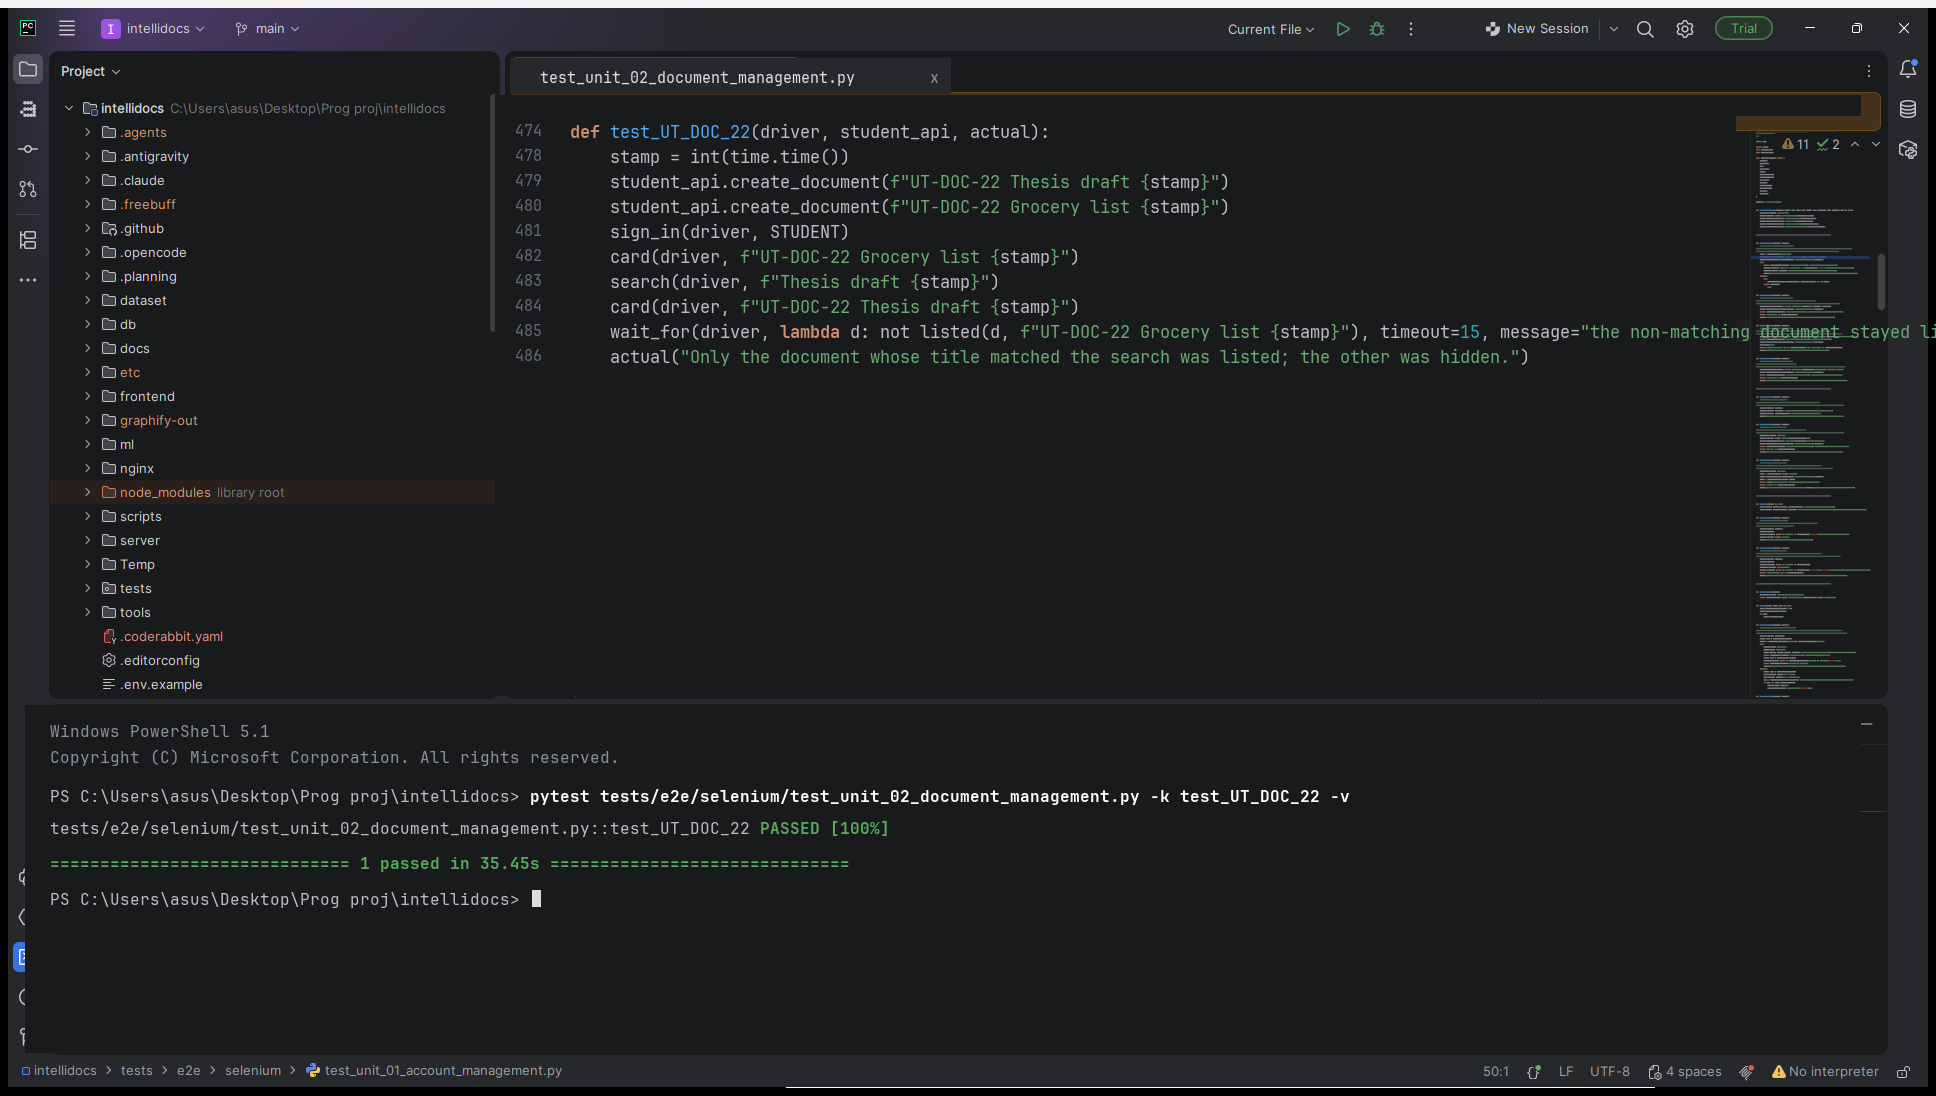 PC
I intellidocs
main
Current File
New Session
Trial
Project
test_unit_02_document_management.py x
intellidocs C:\Users\asus\Desktop\Prog proj\intellidocs
.agents
.antigravity
.claude
.freebuff
.github
.opencode
.planning
dataset
db
docs
etc
frontend
graphify-out
ml
nginx
node_modules library root
scripts
server
Temp
tests
tools
.coderabbit.yaml
.editorconfig
.env.example
11 2
474 def test_UT_DOC_22(driver, student_api, actual):
478 stamp = int(time.time())
479 student_api.create_document(f"UT-DOC-22 Thesis draft {stamp}")
480 student_api.create_document(f"UT-DOC-22 Grocery list {stamp}")
481 sign_in(driver, STUDENT)
482 card(driver, f"UT-DOC-22 Grocery list {stamp}")
483 search(driver, f"Thesis draft {stamp}")
484 card(driver, f"UT-DOC-22 Thesis draft {stamp}")
485 wait_for(driver, lambda d: not listed(d, f"UT-DOC-22 Grocery list {stamp}"), timeout=15, message="the non-matching document stayed li
486 actual("Only the document whose title matched the search was listed; the other was hidden.")
Windows PowerShell 5.1
Copyright (C) Microsoft Corporation. All rights reserved.
PS C:\Users\asus\Desktop\Prog proj\intellidocs> pytest tests/e2e/selenium/test_unit_02_document_management.py -k test_UT_DOC_22 -v
tests/e2e/selenium/test_unit_02_document_management.py::test_UT_DOC_22 PASSED [100%]
============================== 1 passed in 35.45s ==============================
PS C:\Users\asus\Desktop\Prog proj\intellidocs>
intellidocs > tests > e2e > selenium > test_unit_01_account_management.py
50:1 LF UTF-8 4 spaces No interpreter